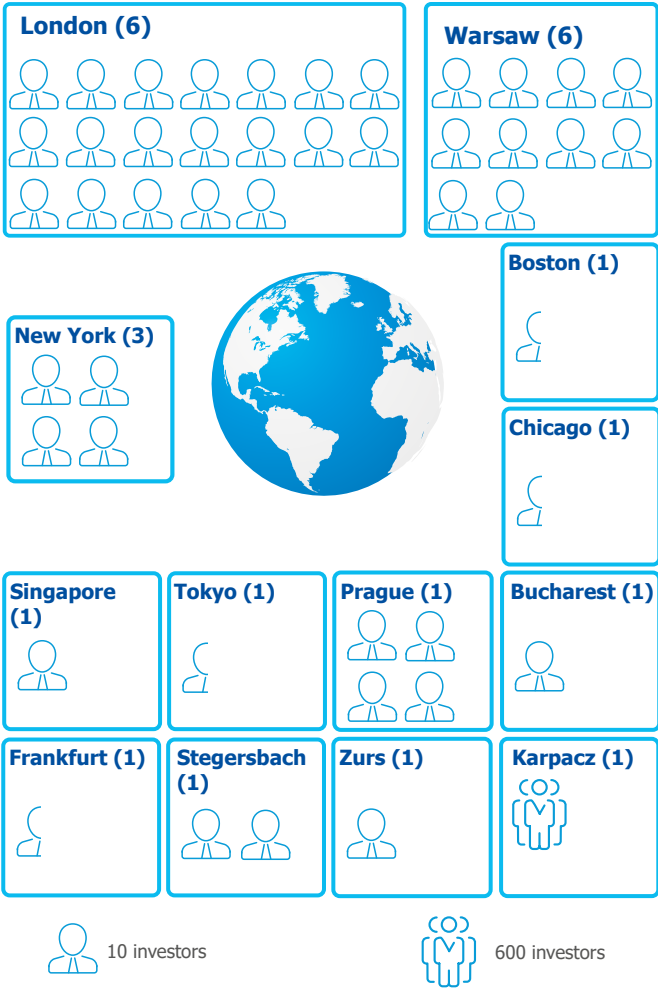 London (6)
Warsaw (6)
Boston (1)
New York (3)
Chicago (1)
Singapore
(1)
Tokyo (1)
Prague (1)
Bucharest (1)
Frankfurt (1)
Stegersbach
(1)
Zurs (1)
Karpacz (1)
10 investors
600 investors